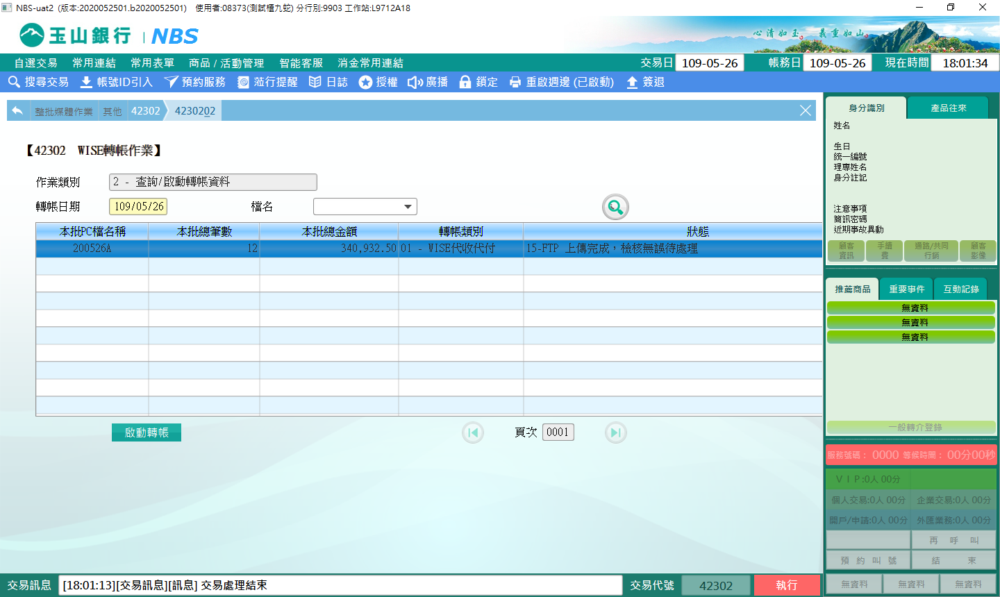 NBS-uat2 (版本:2020052501.b2020052501) 使用者:08373(測試櫃九蛇) 分行別:9903 工作站:L9712A18
玉山銀行 NBS
心清如玉。義重如山。
自選交易 常用連結 常用表單 商品 / 活動管理 智能客服 消金常用連結 交易日 109-05-26 帳務日 109-05-26 現在時間 18:01:34
搜尋交易 帳號ID引入 預約服務 蒞行提醒 日誌 授權 廣播 鎖定 重啟週邊 (已啟動) 簽退
整批媒體作業 其他 42302 4230202
【42302 WISE轉帳作業】
作業類別 2 - 查詢/啟動轉帳資料
轉帳日期 109/05/26 檔名
本批PC檔名稱 本批總筆數 本批總金額 轉帳類別 狀態
200526A 12 340,932.50 01 - WISE代收代付 15-FTP 上傳完成，檢核無誤待處理
啟動轉帳 頁次 0001
身分識別 產品往來
姓名
生日
統一編號
理專姓名
身分註記
注意事項
簡訊密碼
近期事故異動
顧客資訊 手續費 通路/共同行銷 顧客影像
推薦商品 重要事件 互動記錄
無資料
無資料
無資料
一般轉介登錄
服務號碼： 0000 等候時間： 00分00秒
ＶＩＰ:0人 00分
個人交易:0人 00分 企業交易:0人 00分
開戶/申請:0人 00分 外匯業務:0人 00分
再 呼 叫
預 約 叫 號 結 束
無資料 無資料 無資料
交易訊息 [18:01:13][交易訊息][訊息] 交易處理結束 交易代號 42302 執行